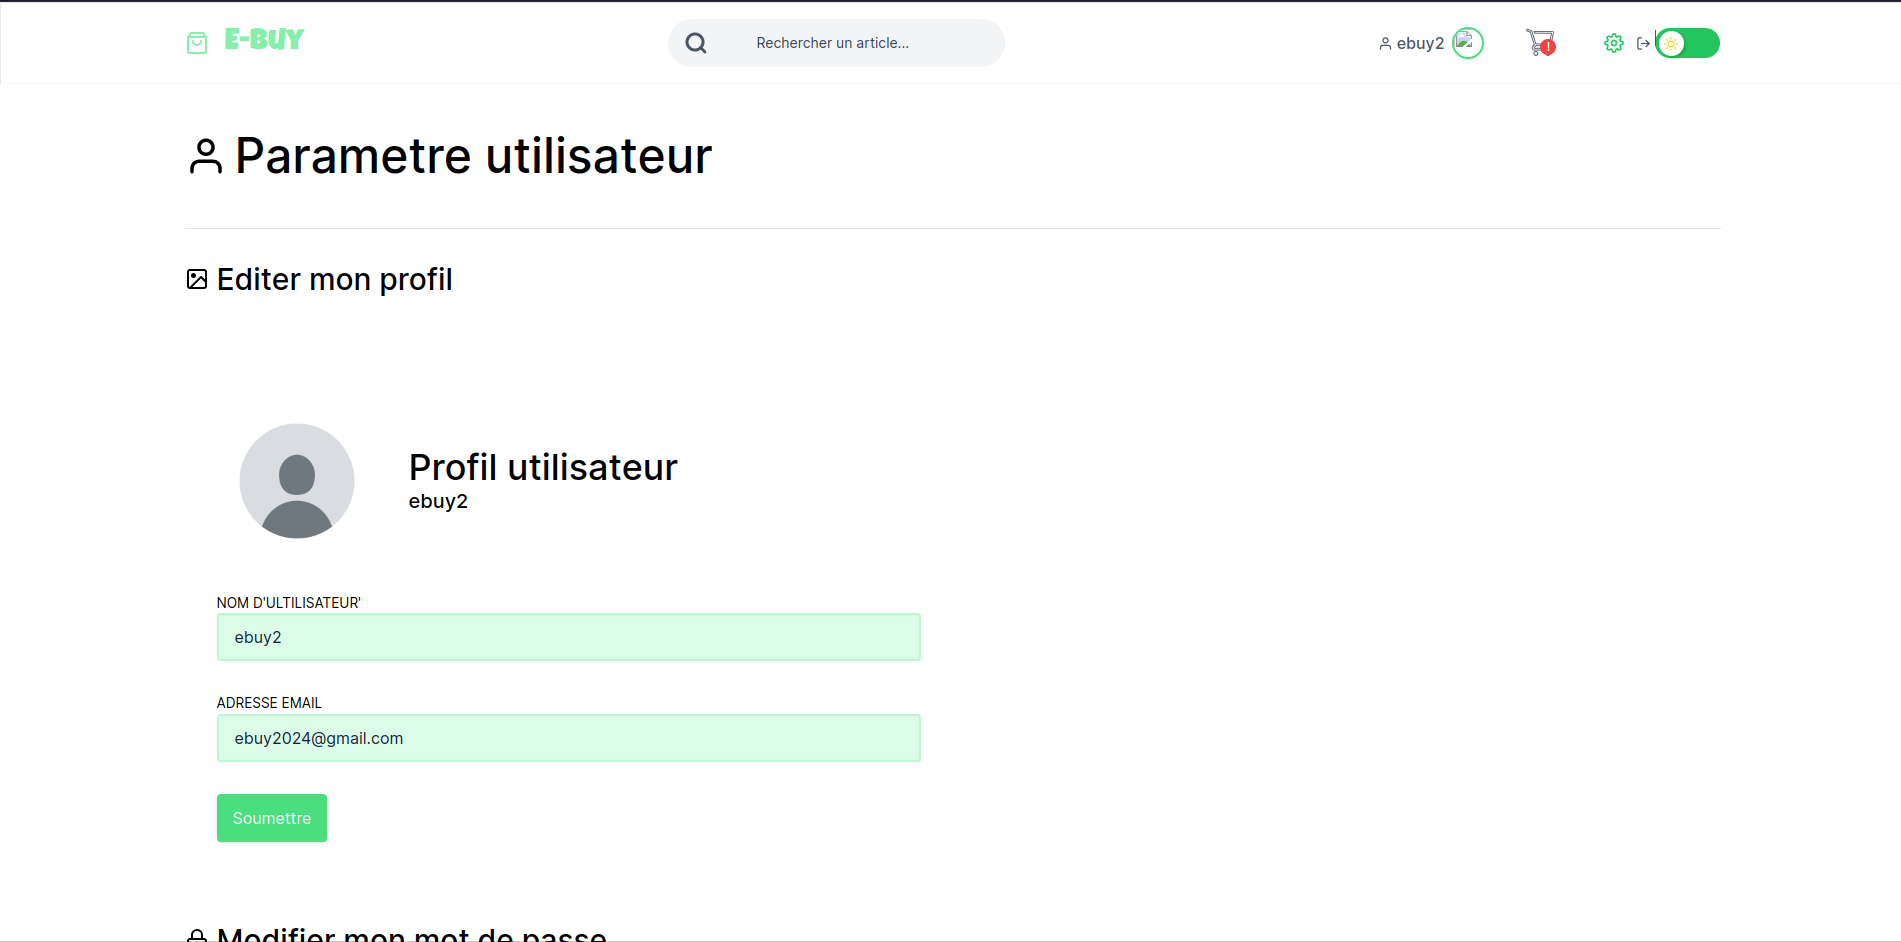 E-BUY
Rechercher un article...
ebuy2
!
Parametre utilisateur
Editer mon profil
Profil utilisateur
ebuy2
NOM D'ULTILISATEUR'
ebuy2
ADRESSE EMAIL
ebuy2024@gmail.com
Soumettre
Modifier mon mot de passe